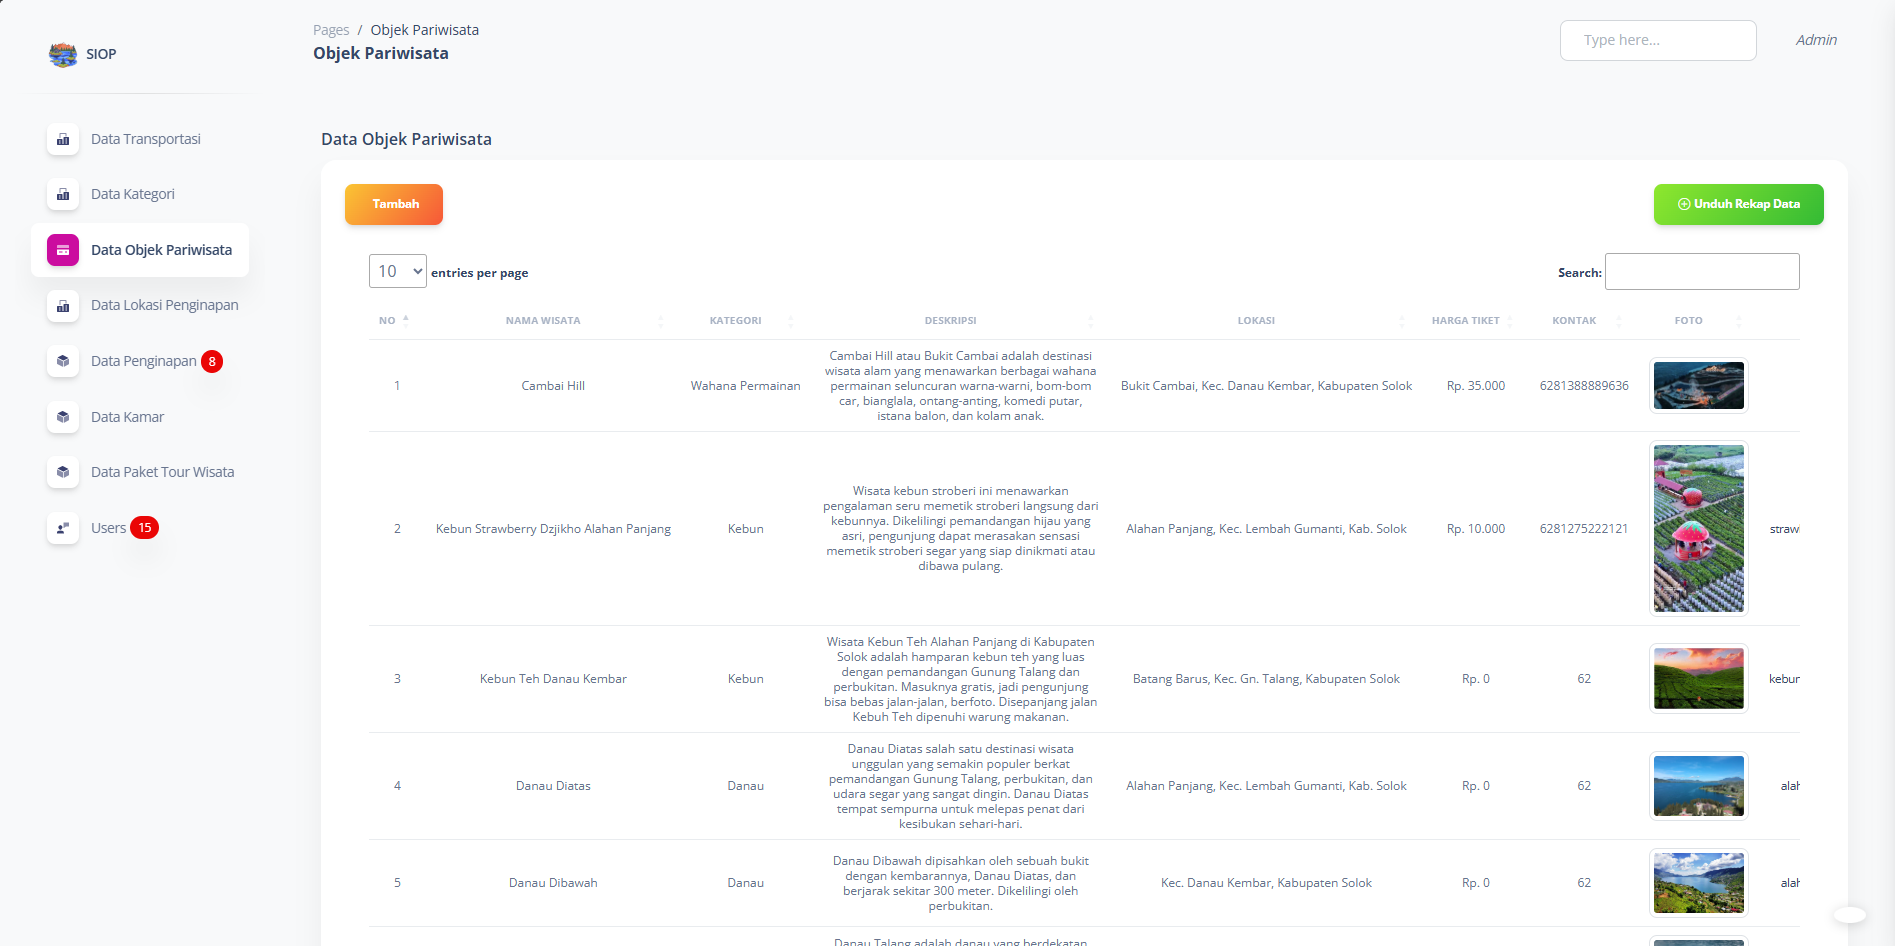 SIOP
Pages / Objek Pariwisata
Objek Pariwisata
Type here...
Admin
Data Transportasi
Data Kategori
Data Objek Pariwisata
Data Lokasi Penginapan
Data Penginapan 8
Data Kamar
Data Paket Tour Wisata
Users 15
Data Objek Pariwisata
Tambah
Unduh Rekap Data
10 entries per page
Search:
NO NAMA WISATA KATEGORI DESKRIPSI LOKASI HARGA TIKET KONTAK FOTO
1 Cambai Hill Wahana Permainan
Cambai Hill atau Bukit Cambai adalah destinasi
wisata alam yang menawarkan berbagai wahana
permainan seluncuran warna-warni, bom-bom
car, bianglala, ontang-anting, komedi putar,
istana balon, dan kolam anak.
Bukit Cambai, Kec. Danau Kembar, Kabupaten Solok Rp. 35.000 6281388889636
2 Kebun Strawberry Dzjikho Alahan Panjang Kebun
Wisata kebun stroberi ini menawarkan
pengalaman seru memetik stroberi langsung dari
kebunnya. Dikelilingi pemandangan hijau yang
asri, pengunjung dapat merasakan sensasi
memetik stroberi segar yang siap dinikmati atau
dibawa pulang.
Alahan Panjang, Kec. Lembah Gumanti, Kab. Solok Rp. 10.000 6281275222121
3 Kebun Teh Danau Kembar Kebun
Wisata Kebun Teh Alahan Panjang di Kabupaten
Solok adalah hamparan kebun teh yang luas
dengan pemandangan Gunung Talang dan
perbukitan. Masuknya gratis, jadi pengunjung
bisa bebas jalan-jalan, berfoto. Disepanjang jalan
Kebuh Teh dipenuhi warung makanan.
Batang Barus, Kec. Gn. Talang, Kabupaten Solok Rp. 0 62
4 Danau Diatas Danau
Danau Diatas salah satu destinasi wisata
unggulan yang semakin populer berkat
pemandangan Gunung Talang, perbukitan, dan
udara segar yang sangat dingin. Danau Diatas
tempat sempurna untuk melepas penat dari
kesibukan sehari-hari.
Alahan Panjang, Kec. Lembah Gumanti, Kab. Solok Rp. 0 62
5 Danau Dibawah Danau
Danau Dibawah dipisahkan oleh sebuah bukit
dengan kembarannya, Danau Diatas, dan
berjarak sekitar 300 meter. Dikelilingi oleh
perbukitan.
Kec. Danau Kembar, Kabupaten Solok Rp. 0 62
Danau Talang adalah danau yang berdekatan